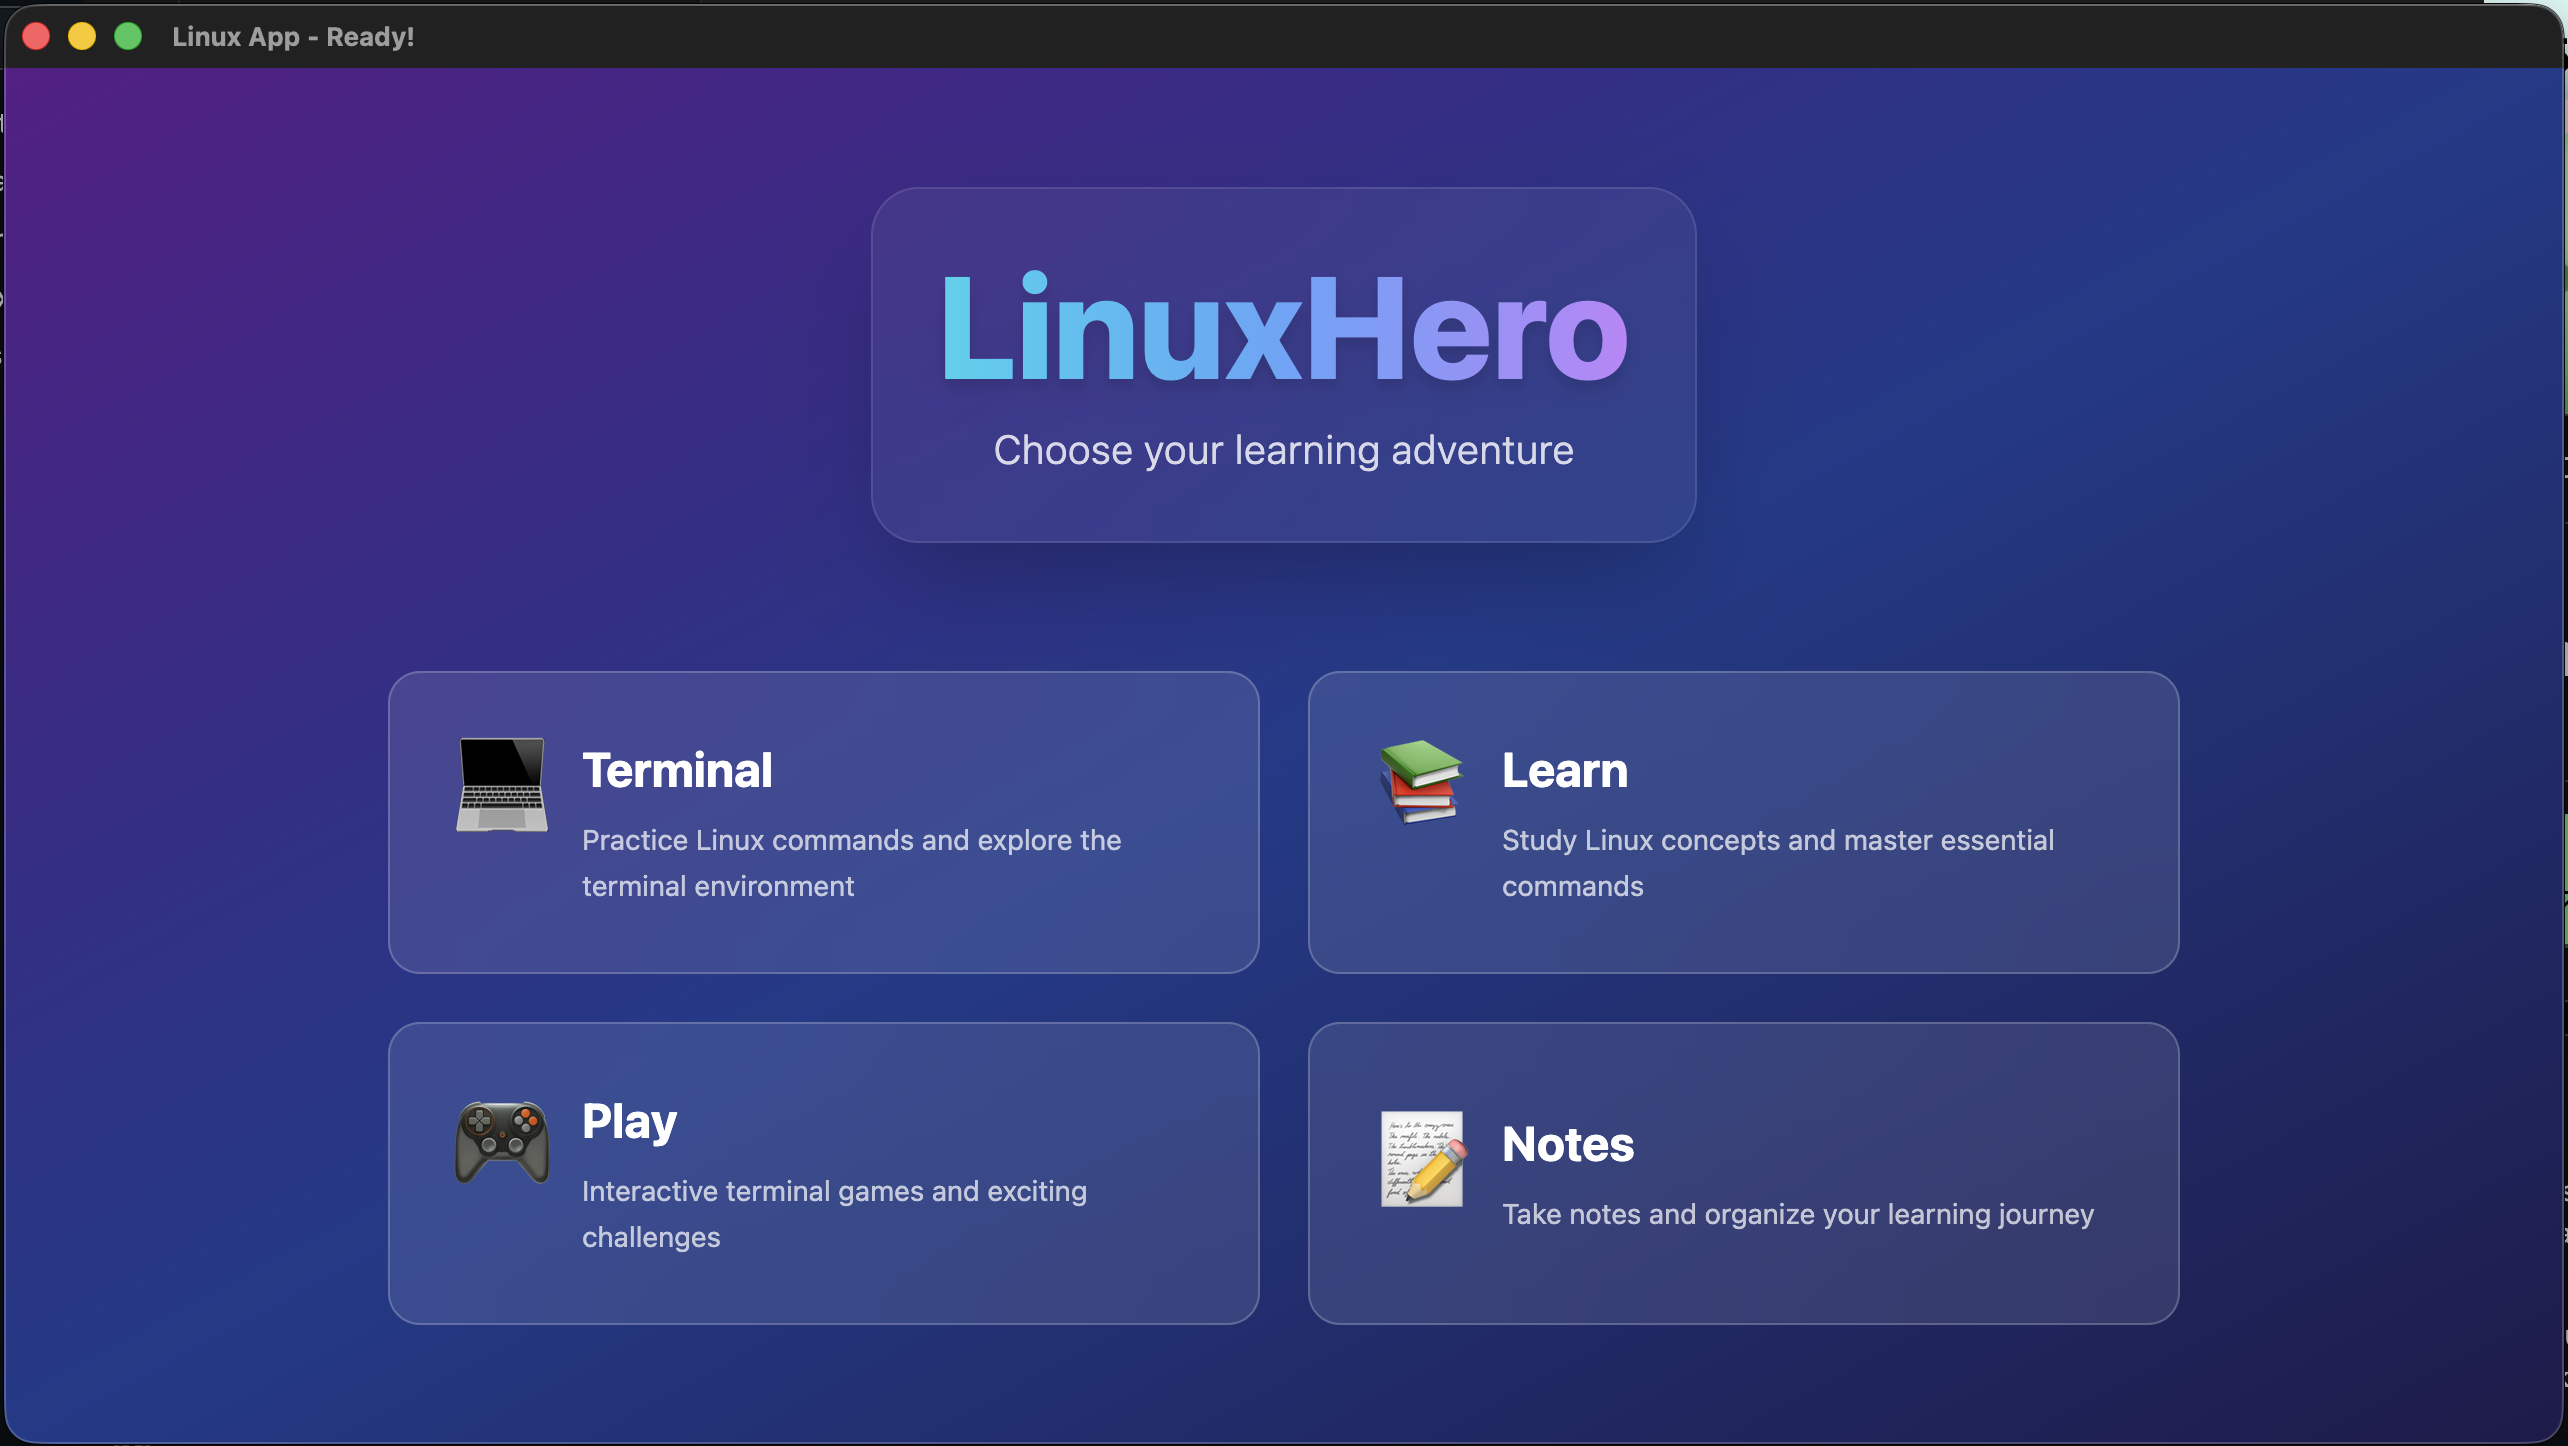 Linux App - Ready!
LinuxHero
Choose your learning adventure
Terminal
Practice Linux commands and explore the
terminal environment
Learn
Study Linux concepts and master essential
commands
Play
Interactive terminal games and exciting
challenges
Notes
Take notes and organize your learning journey